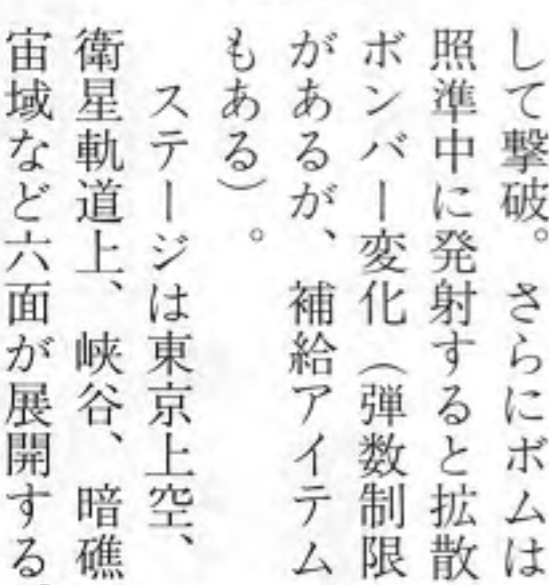 して撃破。さらにボムは
照準中に発射すると拡散
ボンバー変化（弾数制限
があるが、補給アイテム
もある）。
ステージは東京上空、
衛星軌道上、峡谷、暗礁
宙域など六面が展開する